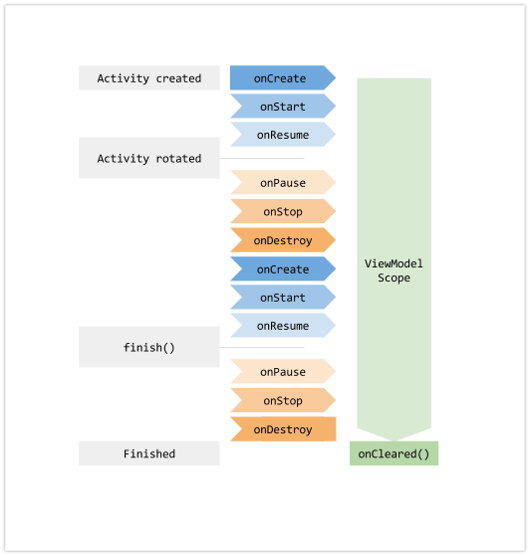 Activity created
onCreate
onStart
onResume
Activity rotated
onPause
onStop
onDestroy
onCreate
ViewModel
Scope
onStart
onResume
finish()
onPause
onStop
onDestroy
Finished
onCleared()